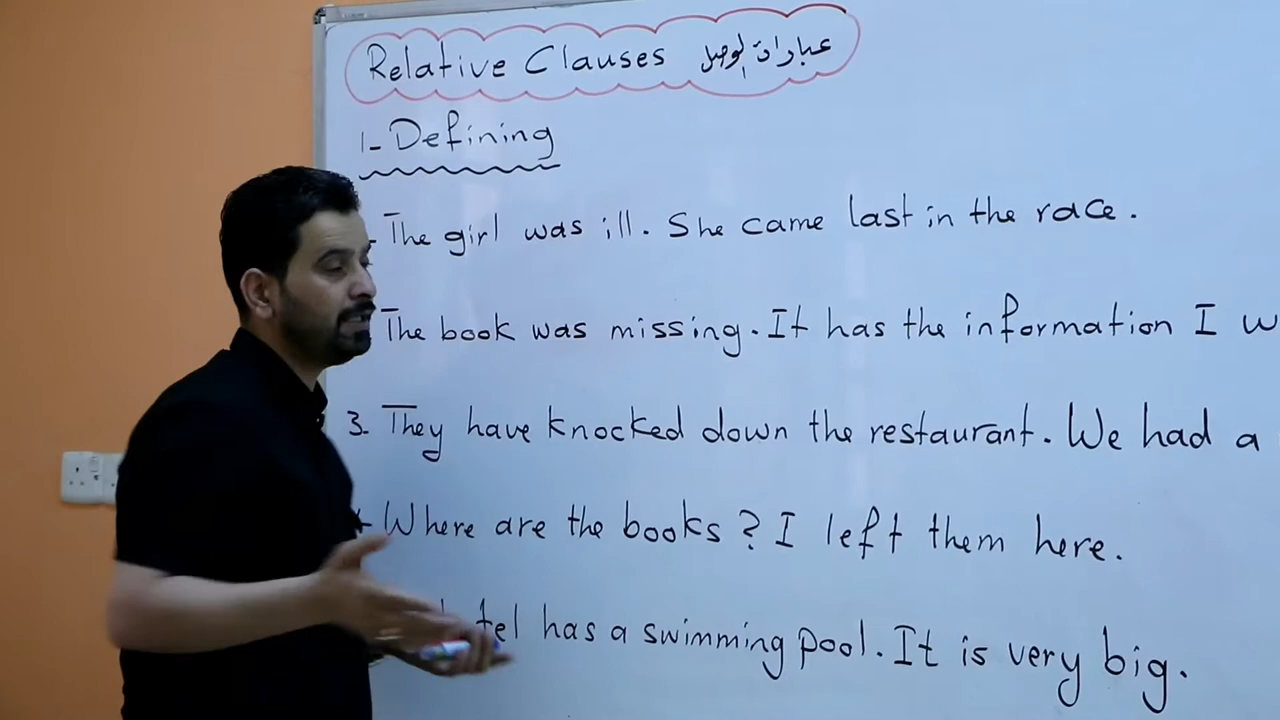 Relative Clauses عبارات الوصل
1- Defining
- The girl was ill. She came last in the race.
The book was missing. It has the information I w
3- They have knocked down the restaurant. We had a
Where are the books? I left them here.
has a swimming pool. It is very big.